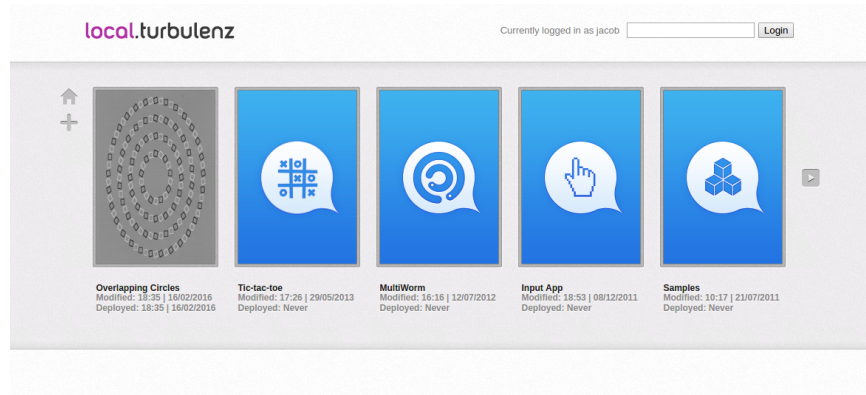 local.turbulenz
Currently logged in as jacob
Login
Overlapping Circles
Modified: 18:35 | 16/02/2016
Deployed: 18:35 | 16/02/2016
Tic-tac-toe
Modified: 17:26 | 29/05/2013
Deployed: Never
MultiWorm
Modified: 16:16 | 12/07/2012
Deployed: Never
Input App
Modified: 18:53 | 08/12/2011
Deployed: Never
Samples
Modified: 10:17 | 21/07/2011
Deployed: Never